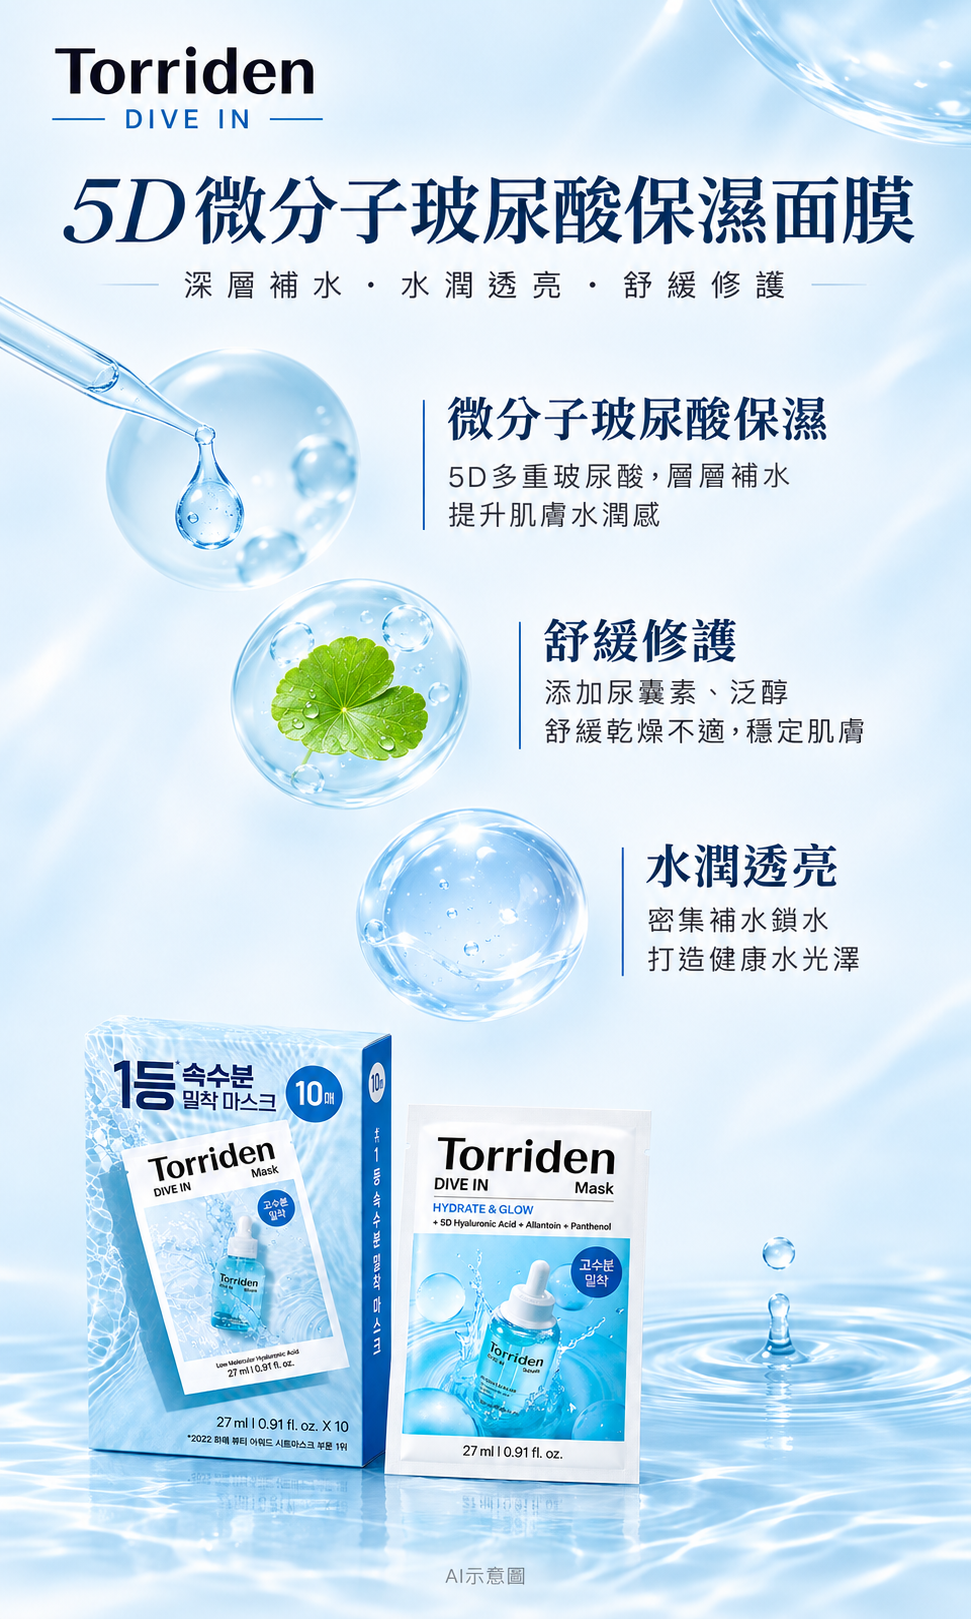 Torriden
DIVE IN
5D微分子玻尿酸保濕面膜
深層補水・水潤透亮・舒緩修護
微分子玻尿酸保濕
5D多重玻尿酸,層層補水
提升肌膚水潤感
舒緩修護
添加尿囊素、泛醇
舒緩乾燥不適,穩定肌膚
水潤透亮
密集補水鎖水
打造健康水光澤
1등* 속수분
밀착 마스크
10매
Torriden
DIVE IN Mask
고수분
밀착
Torriden
Low Molecular Hyaluronic Acid
27 ml l 0.91 fl. oz.
27 ml l 0.91 fl. oz. X 10
*2022 화해 뷰티 어워드 시트마스크 부문 1위
1등 속수분 밀착 마스크
Torriden
DIVE IN Mask
HYDRATE & GLOW
+ 5D Hyaluronic Acid + Allantoin + Panthenol
고수분
밀착
Torriden
27 ml l 0.91 fl. oz.
AI示意圖